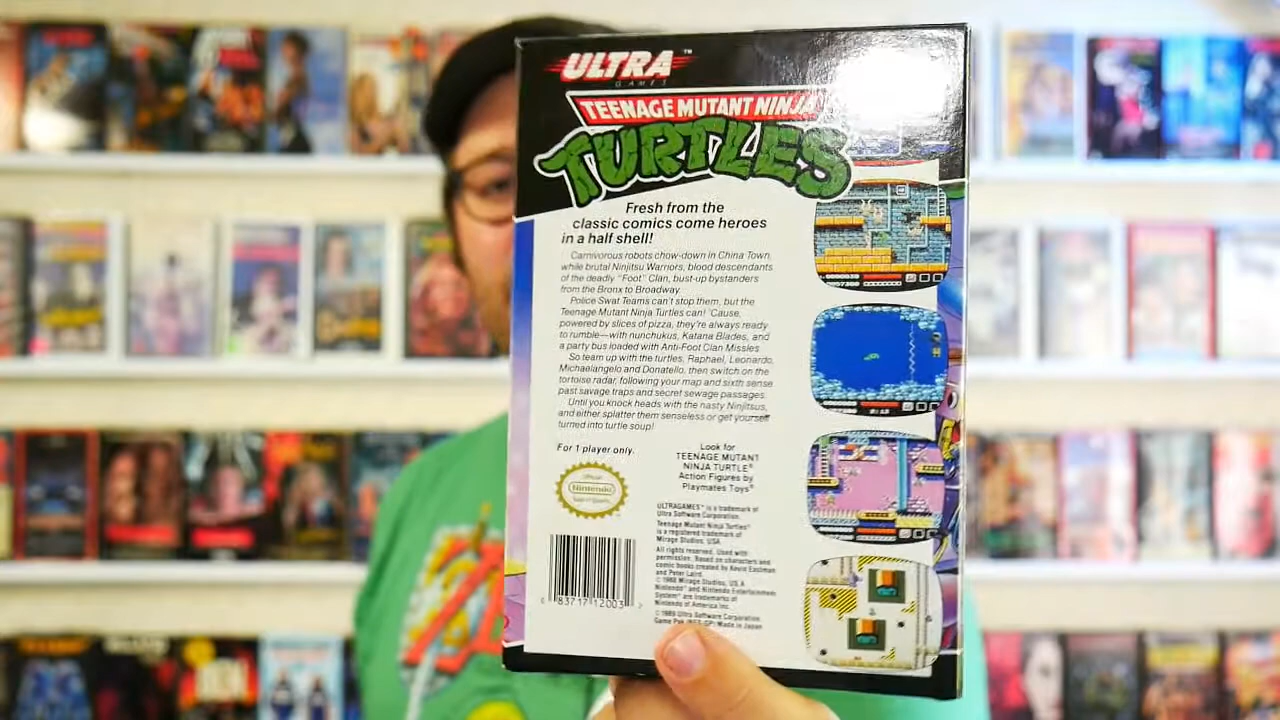 ULTRA™
GAMES
TEENAGE MUTANT NINJA
TURTLES
Fresh from the
classic comics come heroes
in a half shell!
Carnivorous robots chow-down in China Town,
while brutal Ninjitsu Warriors, blood descendants
of the deadly "Foot" Clan, bust-up bystanders
from the Bronx to Broadway.
Police Swat Teams can't stop them, but the
Teenage Mutant Ninja Turtles can! 'Cause,
powered by slices of pizza, they're always ready
to rumble—with nunchukus, Katana Blades, and
a party bus loaded with Anti-Foot Clan Missles.
So team up with the turtles, Raphael, Leonardo,
Michaelangelo and Donatello, then switch on the
tortoise radar, following your map and sixth sense
past savage traps and secret sewage passages.
Until you knock heads with the nasty Ninjitsus,
and either splatter them senseless or get yourself
turned into turtle soup!
For 1 player only.
Look for
TEENAGE MUTANT
NINJA TURTLE®
Action Figures by
Playmates Toys®
Nintendo
ULTRAGAMES™ is a trademark of
Ultra Software Corporation.
Teenage Mutant Ninja Turtles®
is a registered trademark of
Mirage Studios, USA.
All rights reserved. Used with
permission. Based on characters and
comic books created by Kevin Eastman
and Peter Laird.
© 1988 Mirage Studios, U.S.A
Nintendo® and Nintendo Entertainment
System® are trademarks of
Nintendo of America Inc.
© 1989 Ultra Software Corporation.
83717 12003